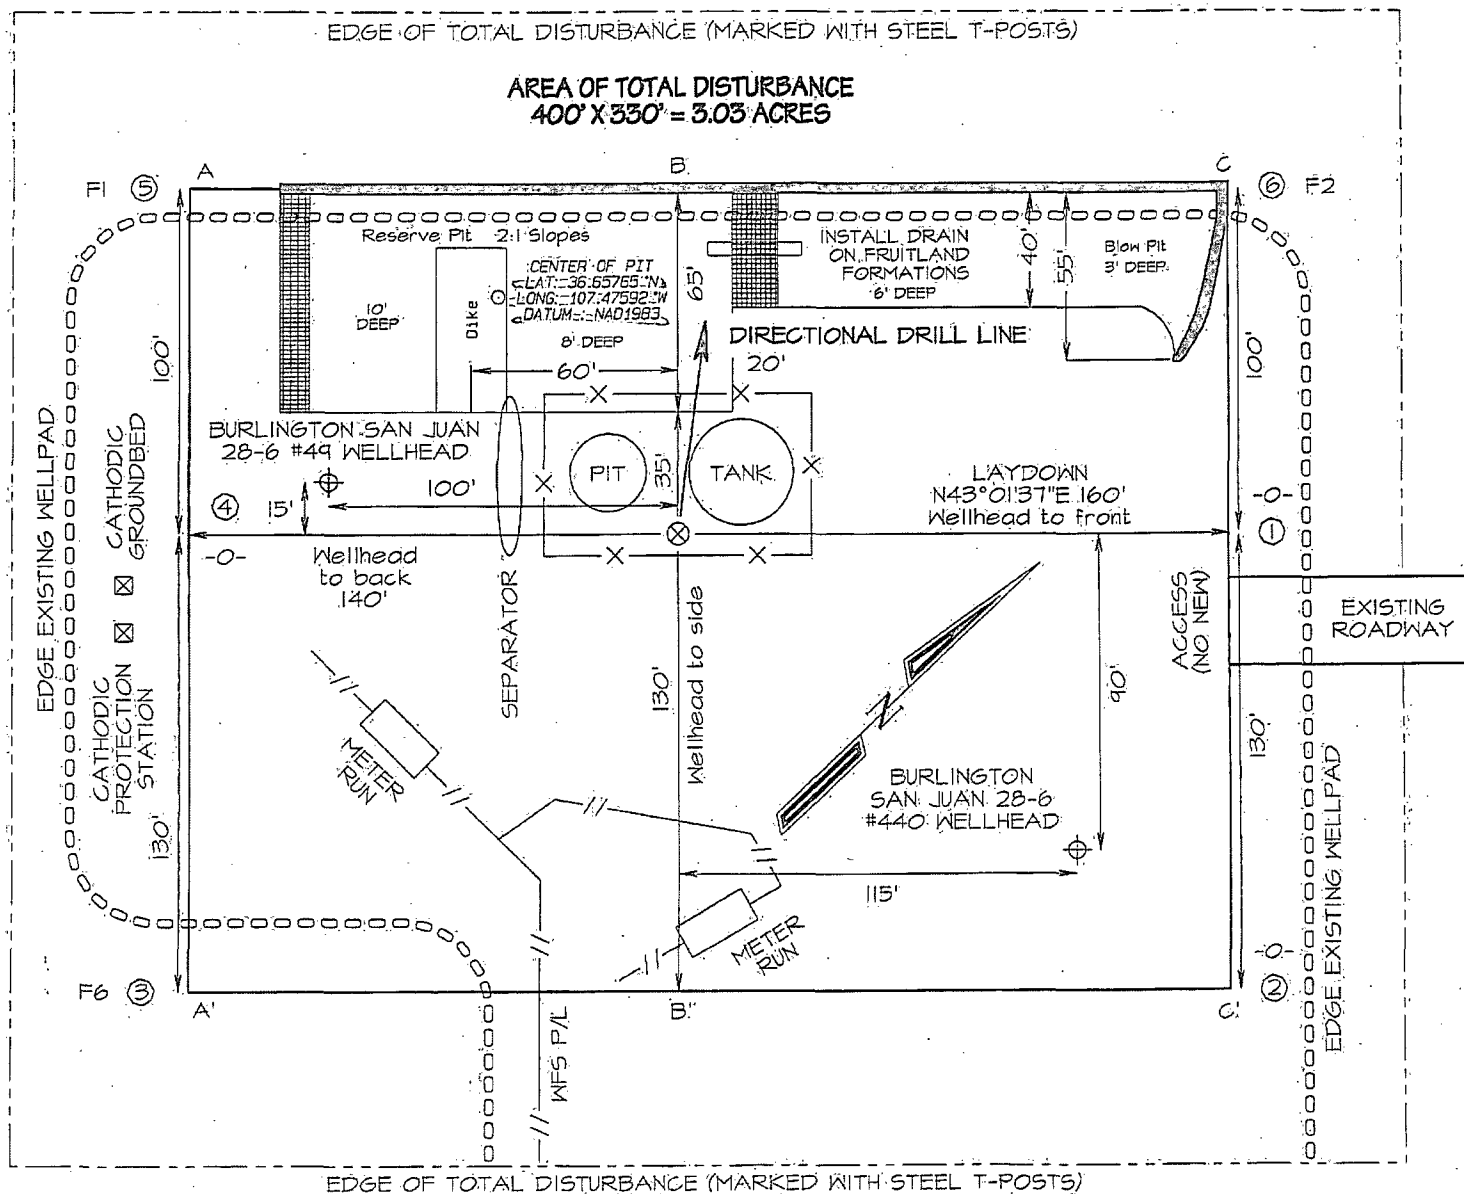 EDGE OF TOTAL DISTURBANCE (MARKED WITH STEEL T-POSTS)
AREA OF TOTAL DISTURBANCE
400' X 330' = 3.03 ACRES
A
B
C
F1
5
6
F2
Reserve Pit 2:1 Slopes
CENTER OF PIT
LAT:=36.65765°N
LONG:=107.47592°W
DATUM:=NAD1983
10'
DEEP
Dike
8' DEEP
65'
INSTALL DRAIN
ON FRUITLAND
FORMATIONS
6' DEEP
40'
55'
Blow Pit
3' DEEP
100'
100'
DIRECTIONAL DRILL LINE
60'
20'
BURLINGTON SAN JUAN
28-6 #49 WELLHEAD
PIT
35'
TANK
LAYDOWN
N43°01'37"E 160'
Wellhead to front
100'
4
15'
-0-
-0-
1
Wellhead
to back
140'
EDGE EXISTING WELLPAD
CATHODIC
GROUNDBED
CATHODIC
PROTECTION
STATION
SEPARATOR
130'
Wellhead to side
90'
ACCESS
(NO NEW)
EXISTING
ROADWAY
N
METER
RUN
BURLINGTON
SAN JUAN 28-6
#440 WELLHEAD
130'
130'
115'
METER
RUN
EDGE EXISTING WELLPAD
-0-
F6
3
2
A'
B'
C'
WFS P/L
EDGE OF TOTAL DISTURBANCE (MARKED WITH STEEL T-POSTS)